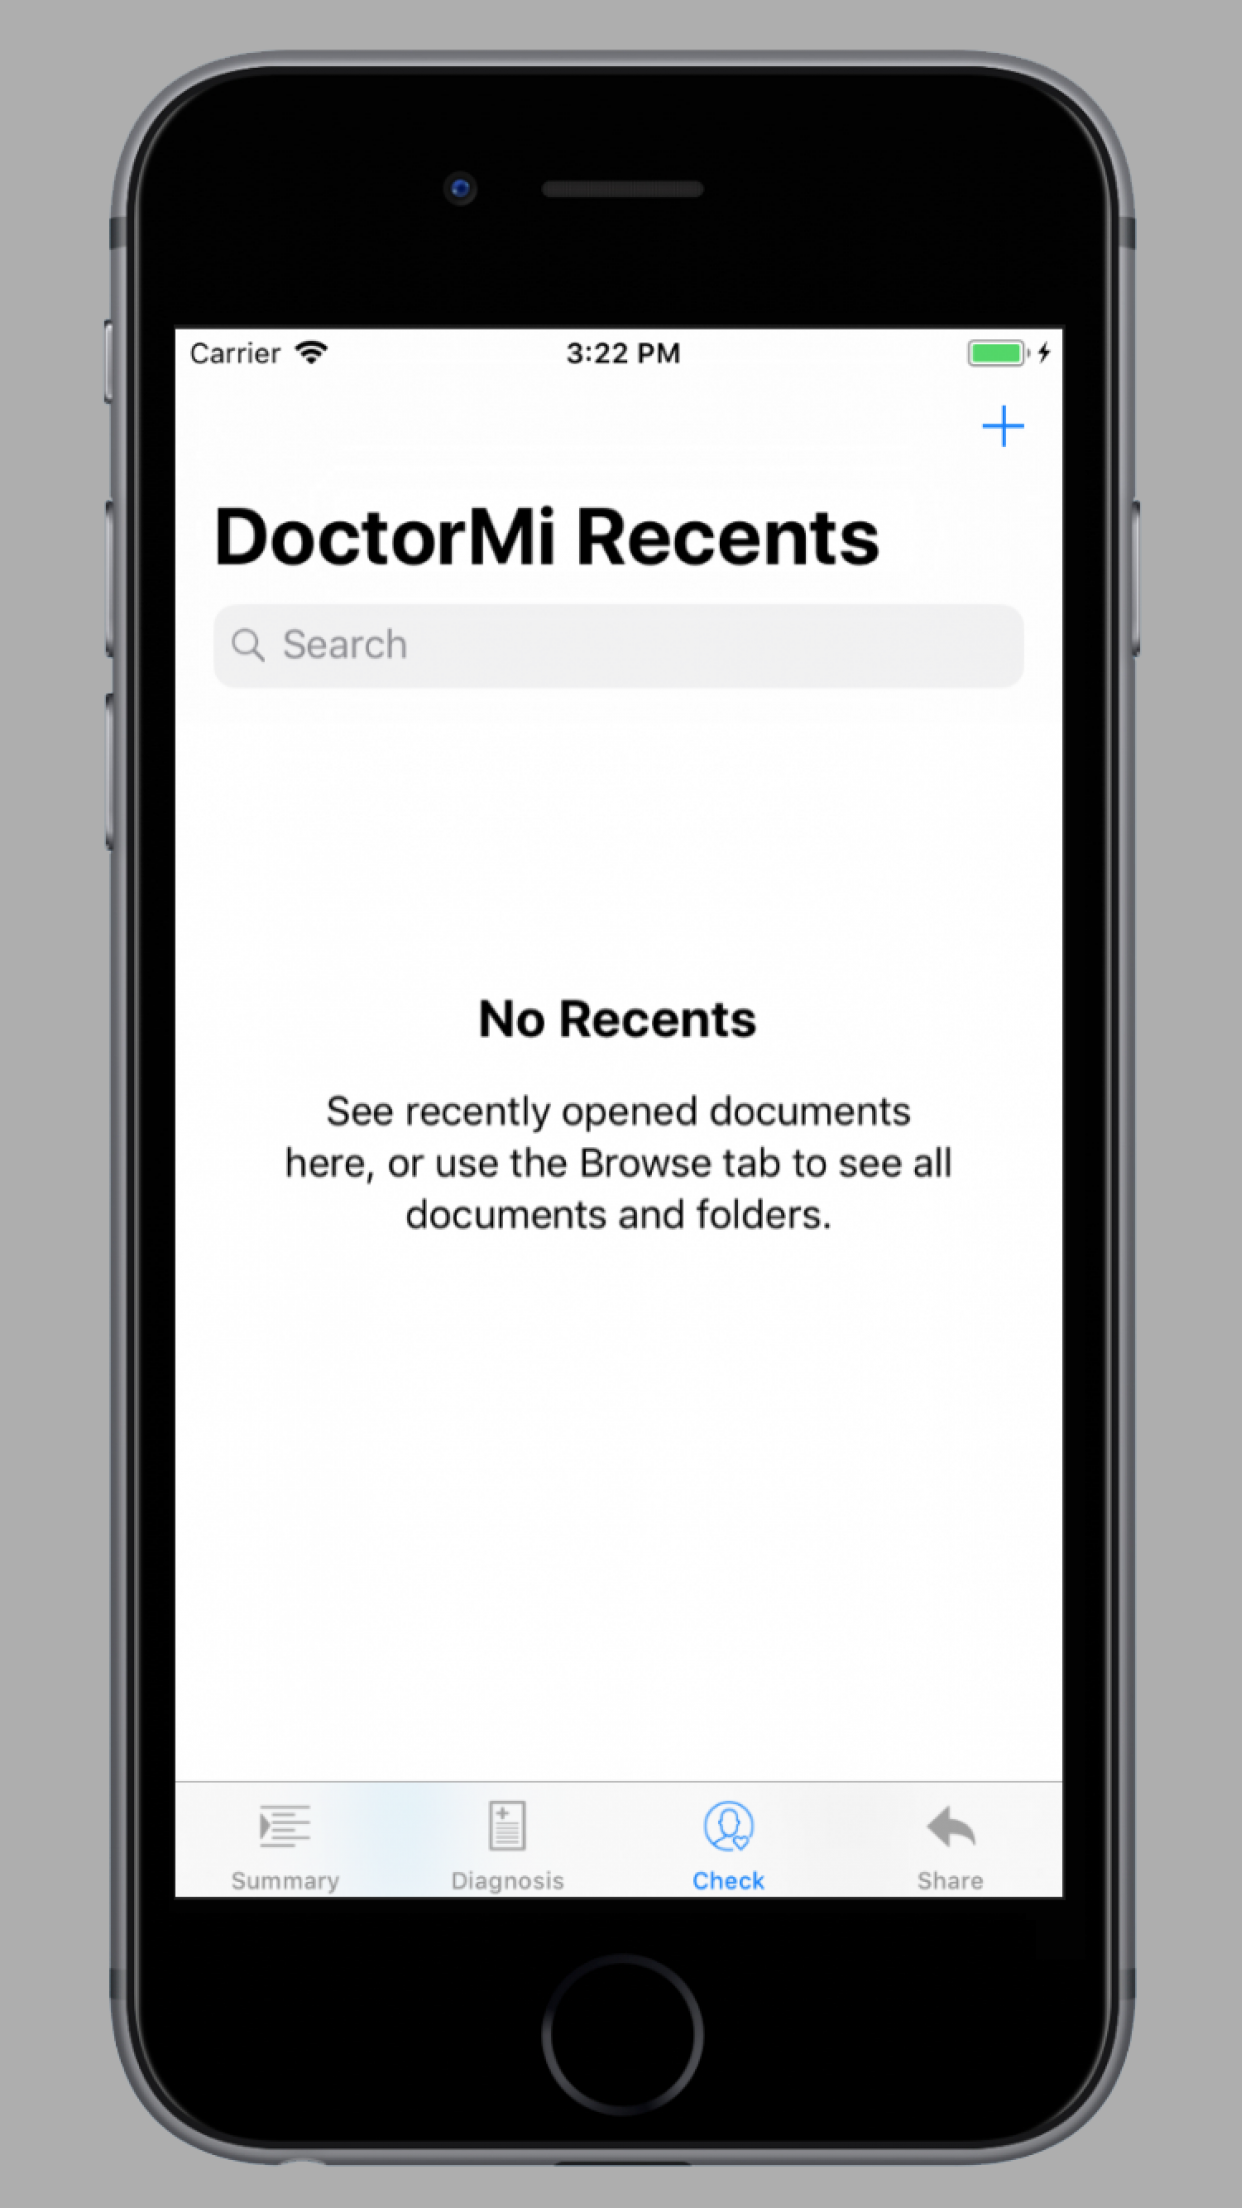 Carrier 3:22 PM
DoctorMi Recents
Search
No Recents
See recently opened documents
here, or use the Browse tab to see all
documents and folders.
Summary Diagnosis Check Share